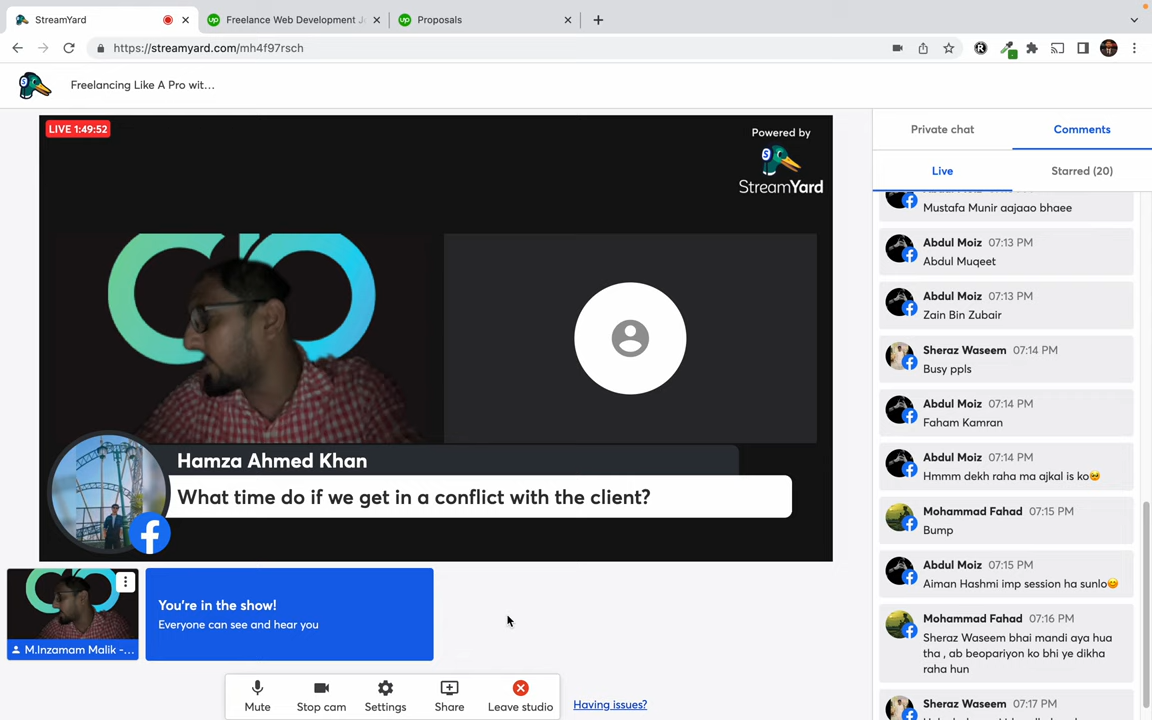 StreamYard
Freelance Web Development J
Proposals
https://streamyard.com/mh4f97rsch
Freelancing Like A Pro wit...
LIVE 1:49:52
Powered by
StreamYard
Hamza Ahmed Khan
What time do if we get in a conflict with the client?
M.Inzamam Malik -...
You're in the show!
Everyone can see and hear you
Mute
Stop cam
Settings
Share
Leave studio
Having issues?
Private chat
Comments
Live
Starred (20)
Mustafa Munir aajaao bhaee
Abdul Moiz 07:13 PM
Abdul Muqeet
Abdul Moiz 07:13 PM
Zain Bin Zubair
Sheraz Waseem 07:14 PM
Busy ppls
Abdul Moiz 07:14 PM
Faham Kamran
Abdul Moiz 07:14 PM
Hmmm dekh raha ma ajkal is ko🥺
Mohammad Fahad 07:15 PM
Bump
Abdul Moiz 07:15 PM
Aiman Hashmi imp session ha sunlo😊
Mohammad Fahad 07:16 PM
Sheraz Waseem bhai mandi aya hua
tha , ab beopariyon ko bhi ye dikha
raha hun
Sheraz Waseem 07:17 PM